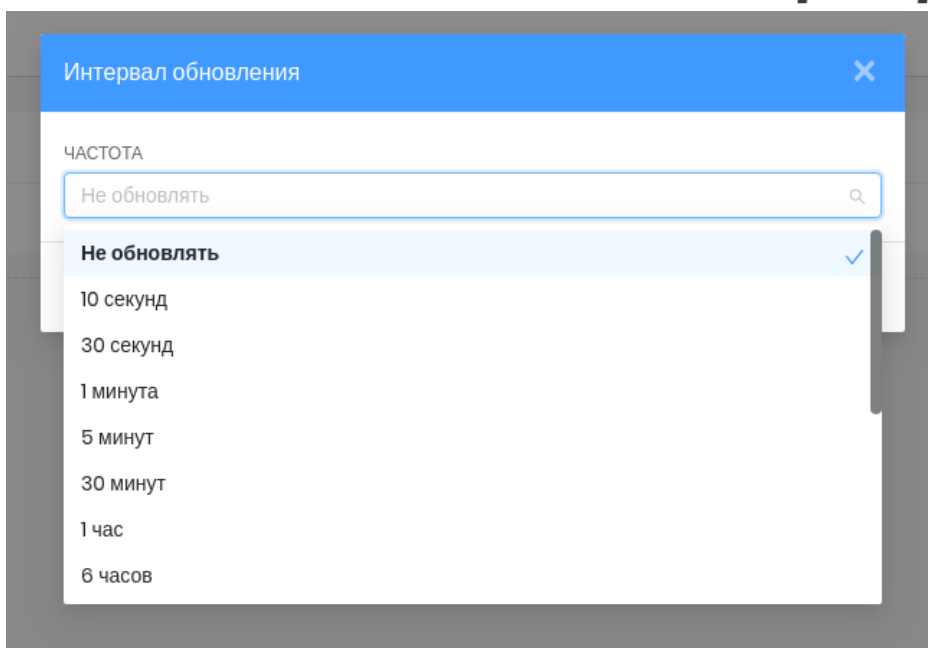 Интервал обновления
ЧАСТОТА
Не обновлять
Не обновлять
10 секунд
30 секунд
1 минута
5 минут
30 минут
1 час
6 часов